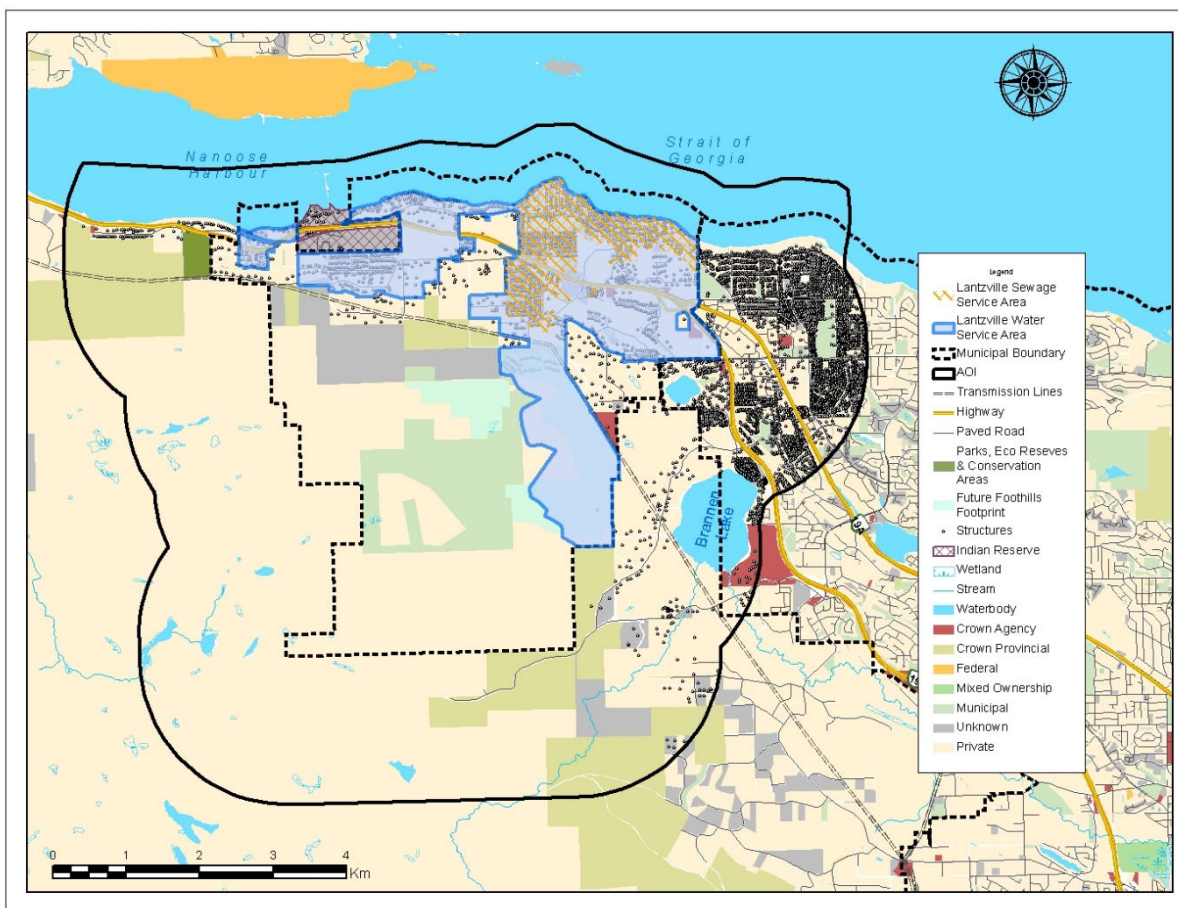 Nanoose
Harbour
Strait of
Georgia
Brannen
Lake
19
Legend
Lantzville Sewage
Service Area
Lantzville Water
Service Area
Municipal Boundary
AOI
Transmission Lines
Highway
Paved Road
Parks, Eco Reseves
& Conservation
Areas
Future Foothills
Footprint
Structures
Indian Reserve
Wetland
Stream
Waterbody
Crown Agency
Crown Provincial
Federal
Mixed Ownership
Municipal
Unknown
Private
0 1 2 3 4
Km